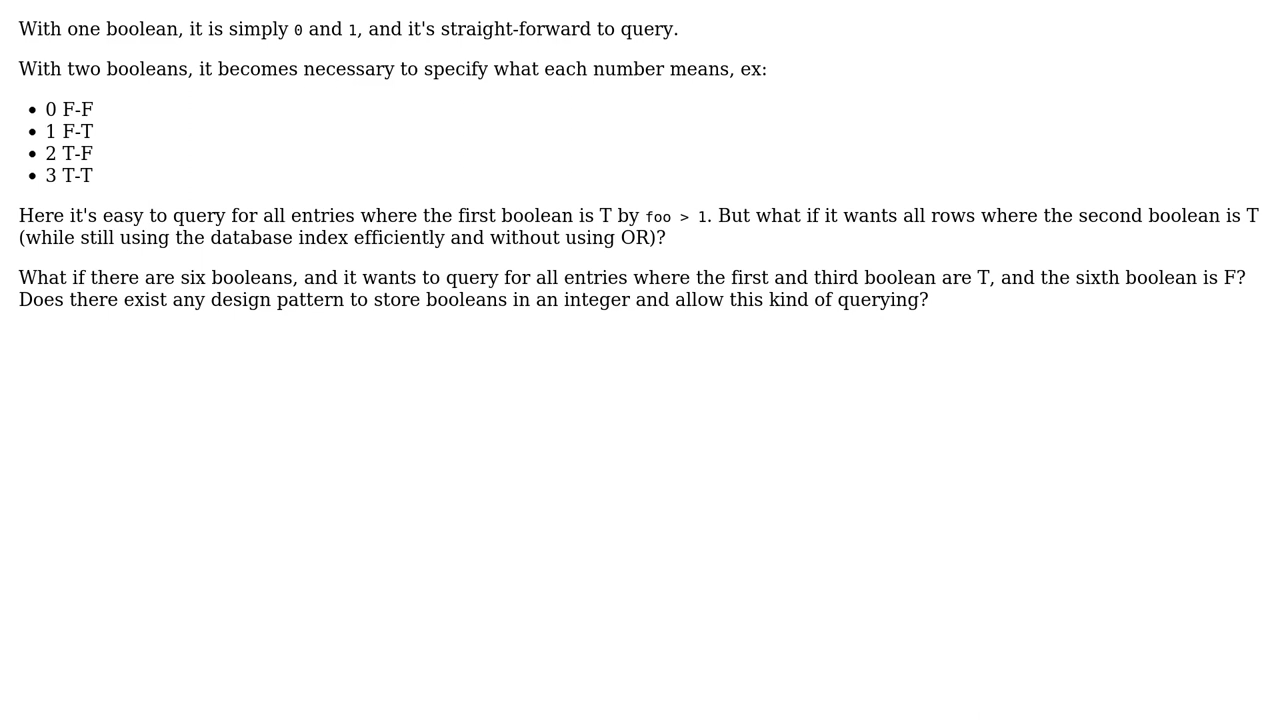 With one boolean, it is simply 0 and 1, and it's straight-forward to query.
With two booleans, it becomes necessary to specify what each number means, ex:
• 0 F-F
• 1 F-T
• 2 T-F
• 3 T-T
Here it's easy to query for all entries where the first boolean is T by foo > 1. But what if it wants all rows where the second boolean is T
(while still using the database index efficiently and without using OR)?
What if there are six booleans, and it wants to query for all entries where the first and third boolean are T, and the sixth boolean is F?
Does there exist any design pattern to store booleans in an integer and allow this kind of querying?